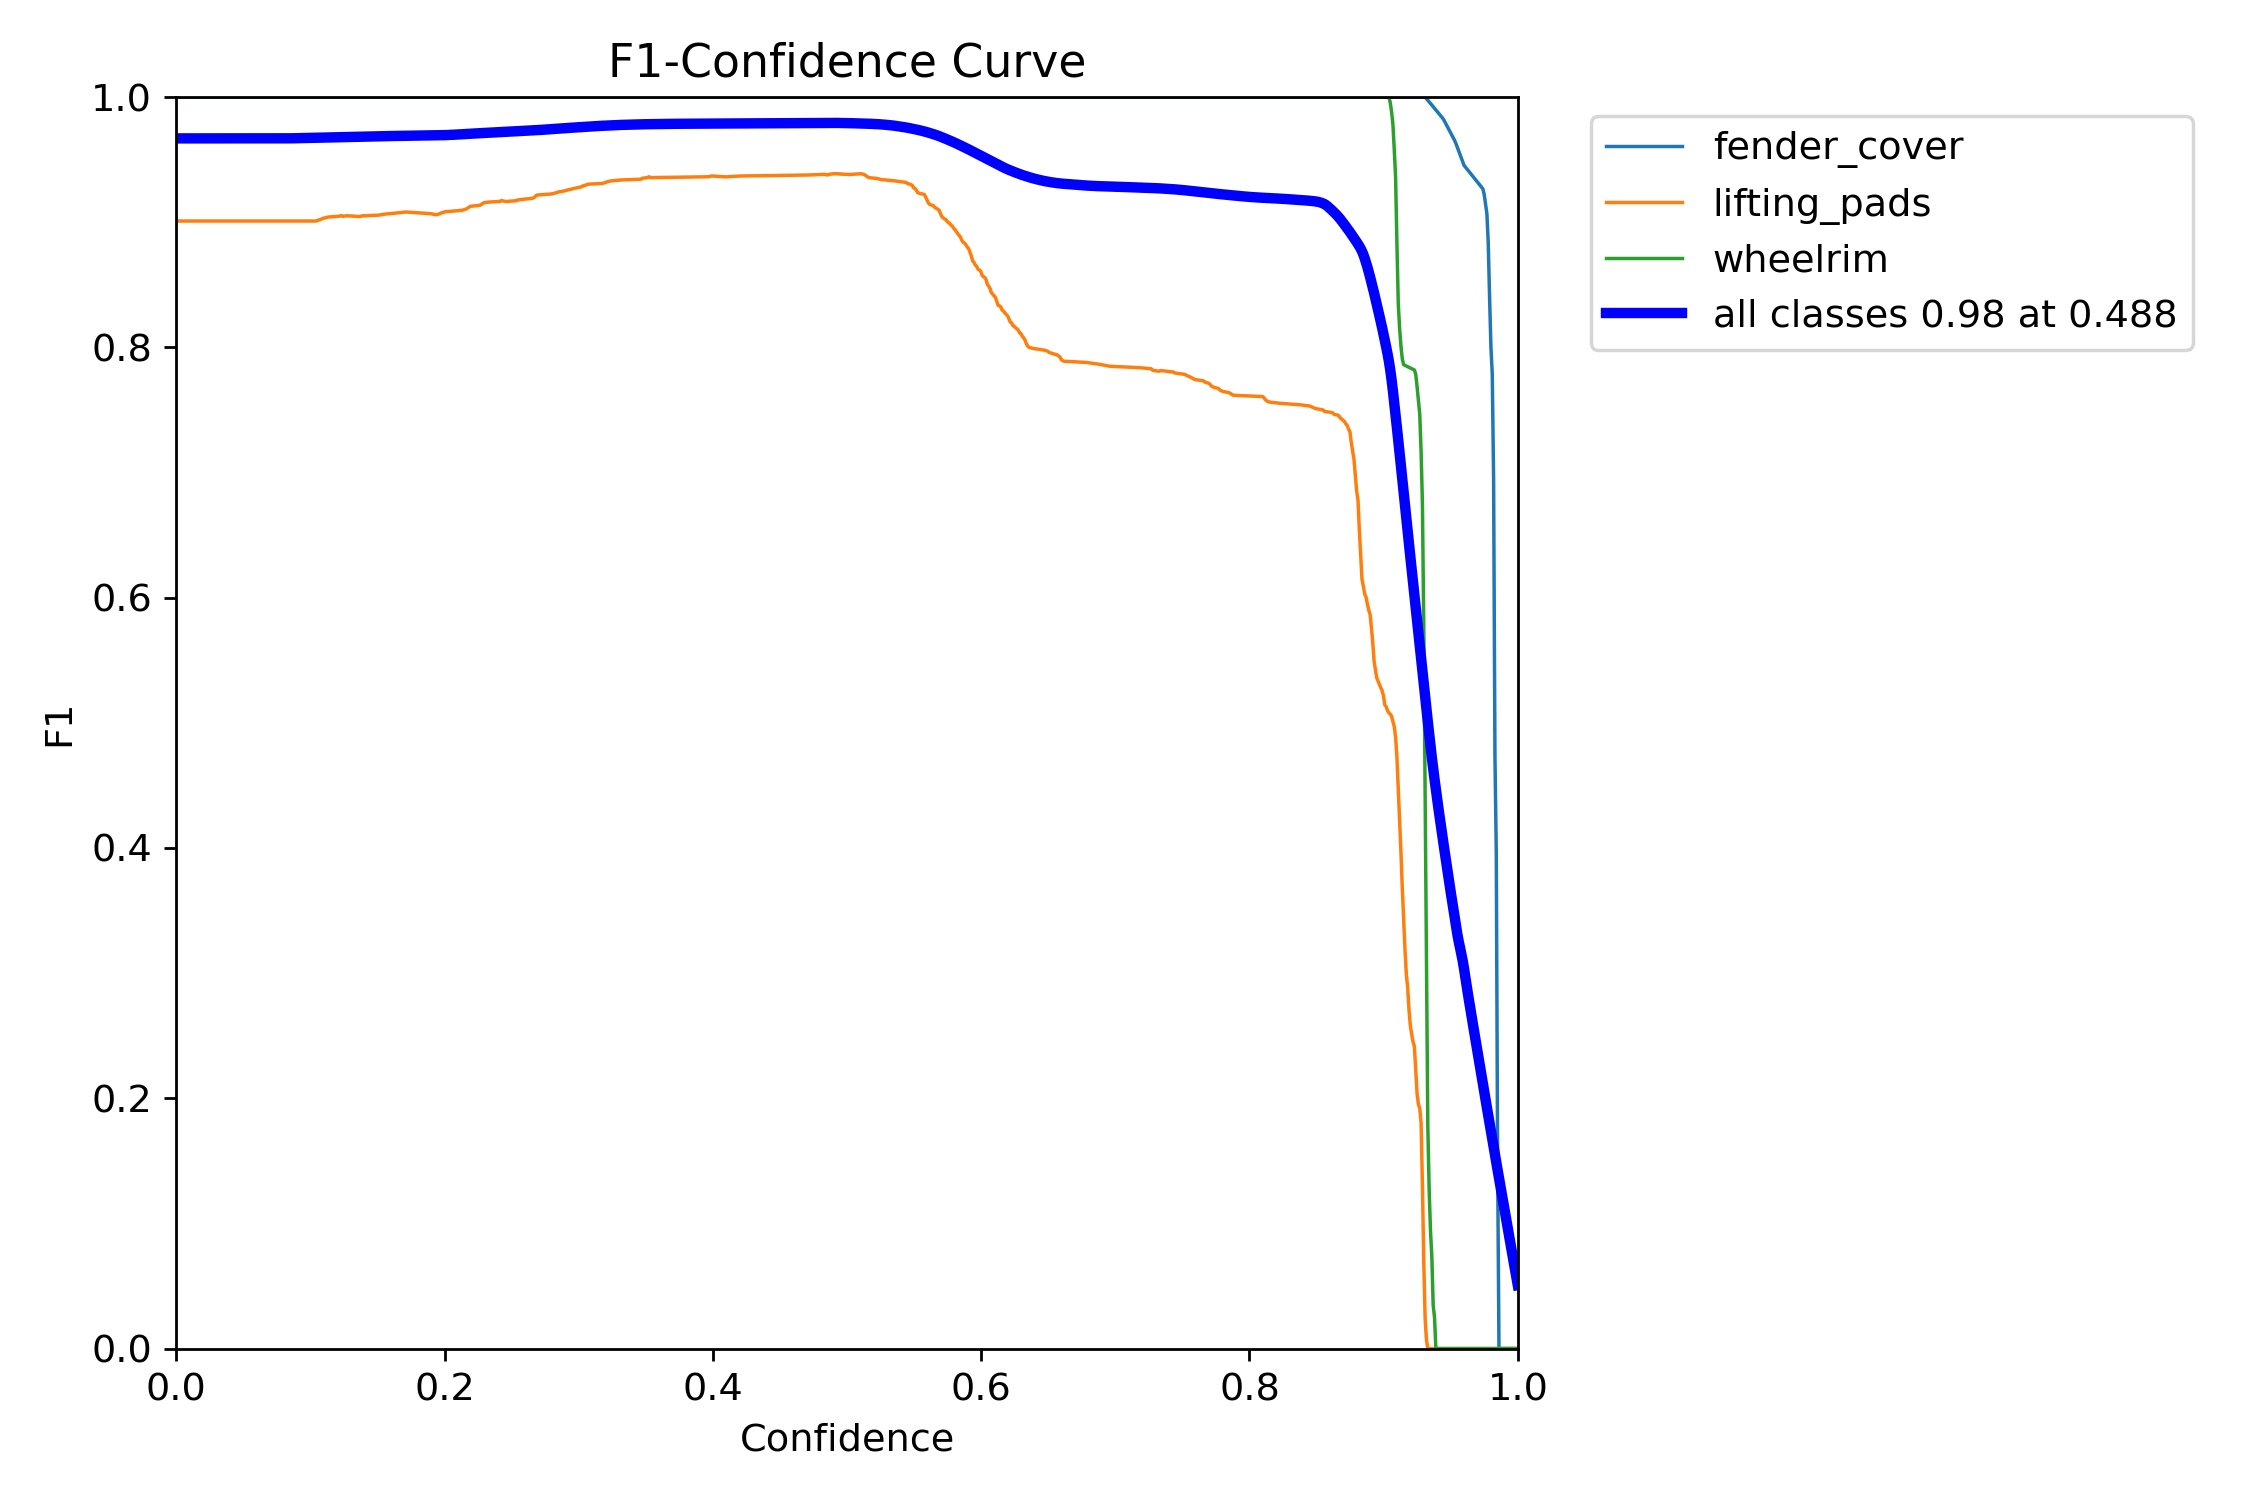 F1-Confidence Curve
1.0
0.8
0.6
0.4
0.2
0.0
F1
0.0 0.2 0.4 0.6 0.8 1.0
Confidence
fender_cover
lifting_pads
wheelrim
all classes 0.98 at 0.488